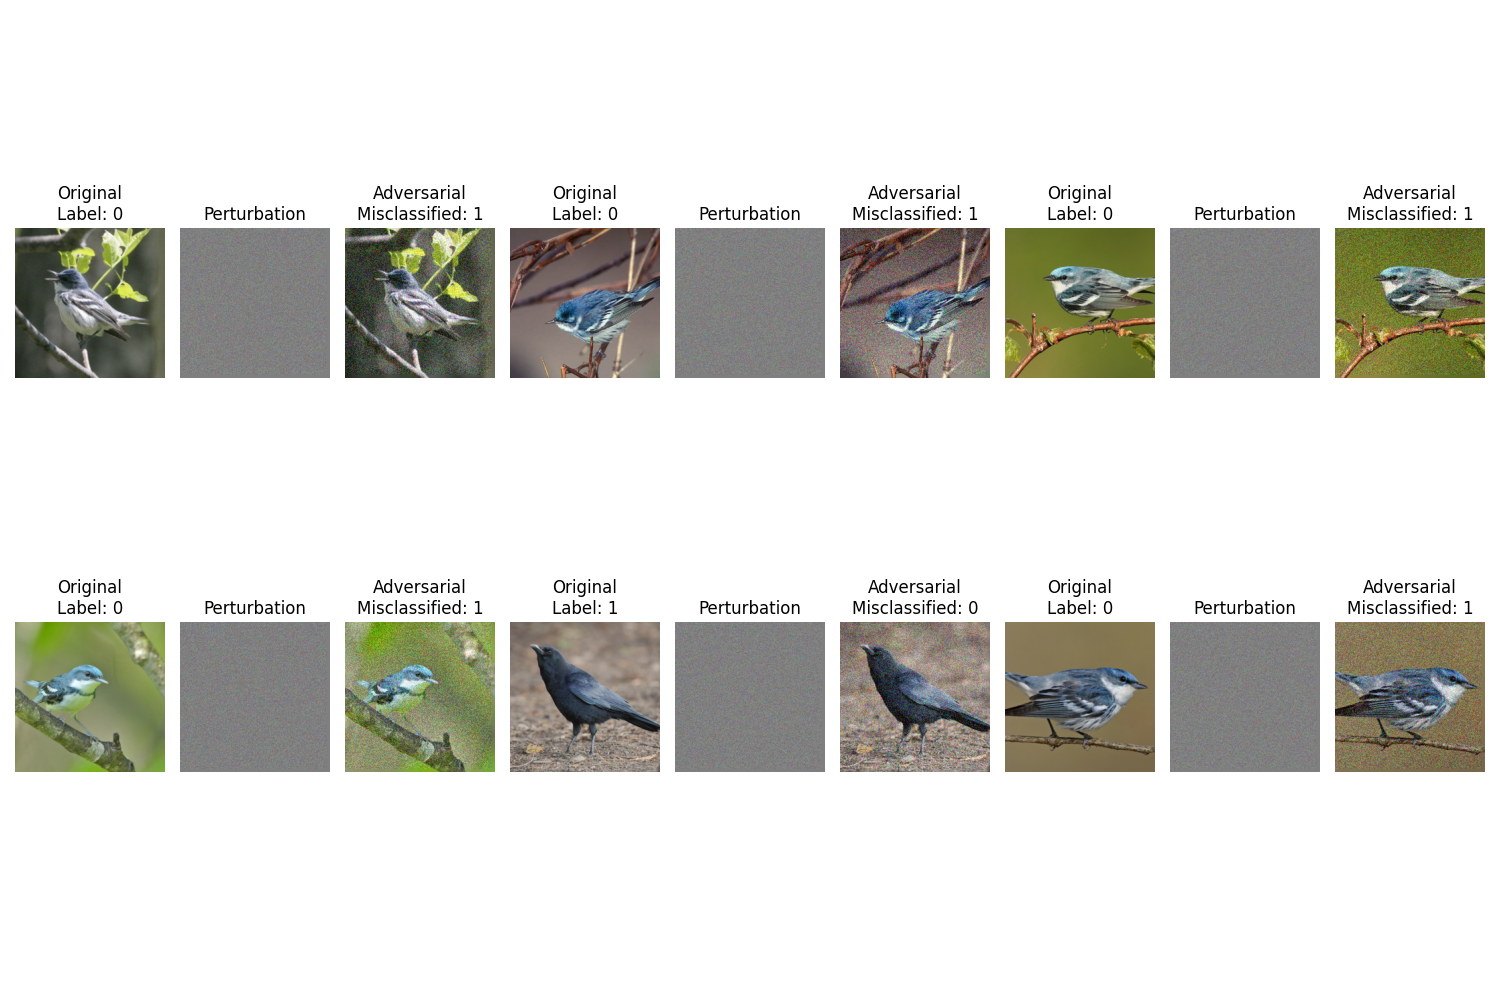 Original
Label: 0
Perturbation
Adversarial
Misclassified: 1
Original
Label: 0
Perturbation
Adversarial
Misclassified: 1
Original
Label: 0
Perturbation
Adversarial
Misclassified: 1
Original
Label: 0
Perturbation
Adversarial
Misclassified: 1
Original
Label: 1
Perturbation
Adversarial
Misclassified: 0
Original
Label: 0
Perturbation
Adversarial
Misclassified: 1